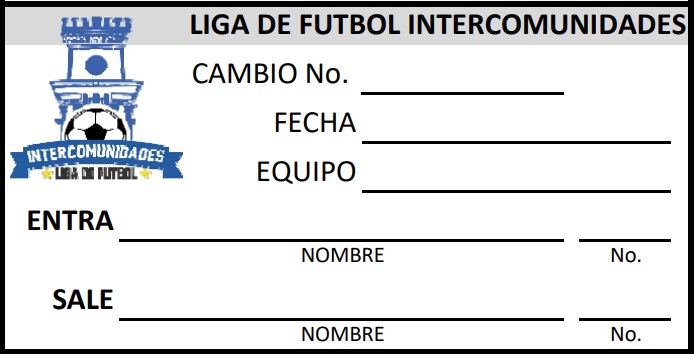 LIGA DE FUTBOL INTERCOMUNIDADES
CAMBIO No.
FECHA
EQUIPO
INTERCOMUNIDADES
LIGA DE FUTBOL
ENTRA
NOMBRE No.
SALE
NOMBRE No.